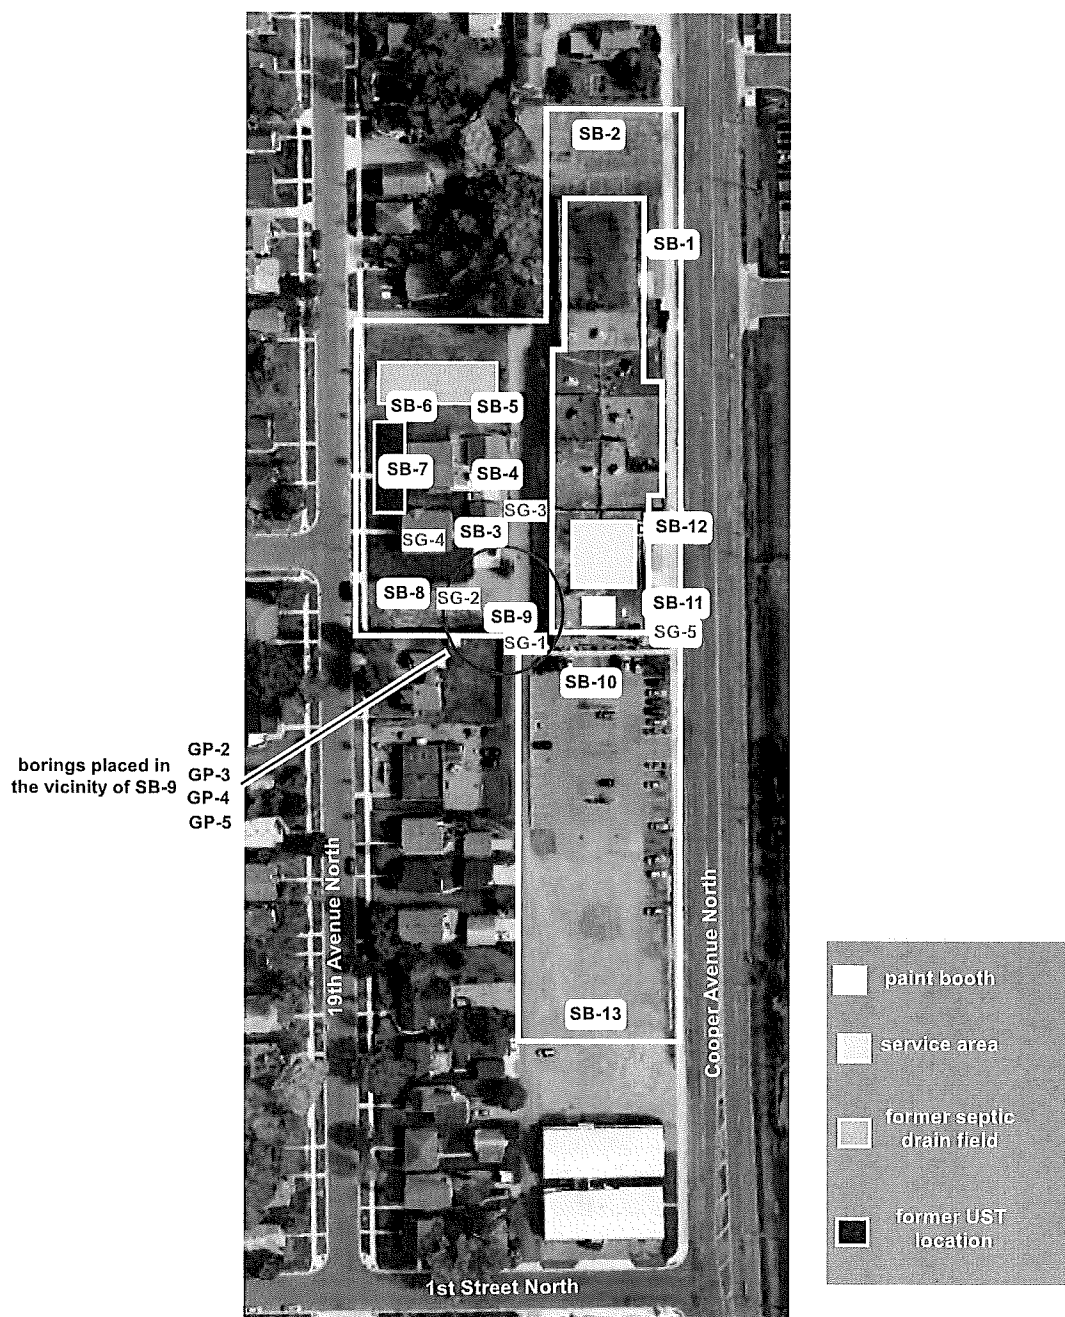 SB-2
SB-1
SB-6
SB-5
SB-7
SB-4
SG-3
SB-12
SB-3
SG-4
SB-8
SG-2
SB-9
SB-11
SG-5
SG-1
SB-10
GP-2
borings placed in
GP-3
the vicinity of SB-9
GP-4
GP-5
19th Avenue North
Cooper Avenue North
SB-13
paint booth
service area
former septic
drain field
former UST
location
1st Street North